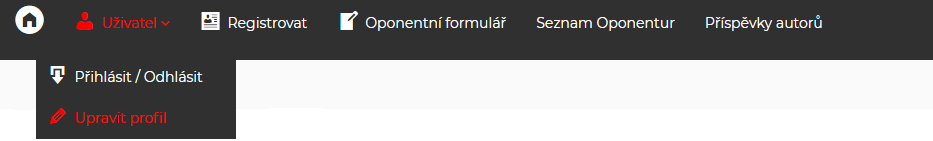 Uživatel Registrovat Oponentní formulář Seznam Oponentur Příspěvky autorů
Přihlásit / Odhlásit
Upravit profil